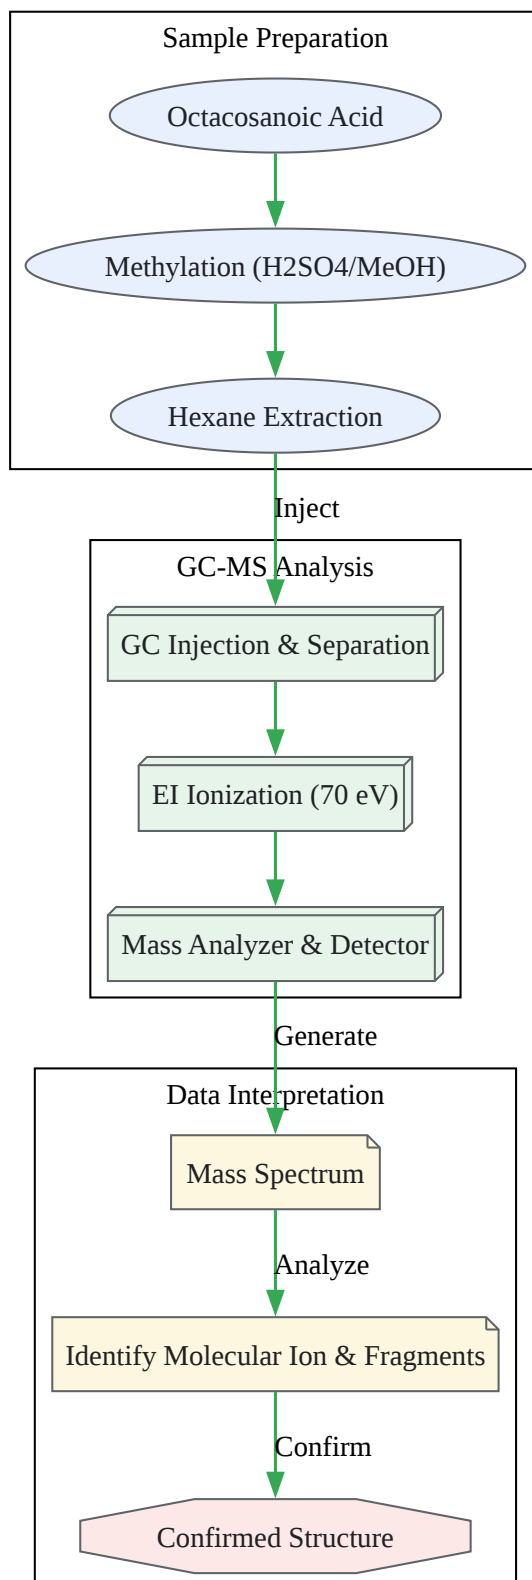 Sample Preparation
Octacosanoic Acid
Methylation (H2SO4/MeOH)
Hexane Extraction
Inject
GC-MS Analysis
GC Injection & Separation
EI Ionization (70 eV)
Mass Analyzer & Detector
Generate
Data Interpretation
Mass Spectrum
Analyze
Identify Molecular Ion & Fragments
Confirm
Confirmed Structure